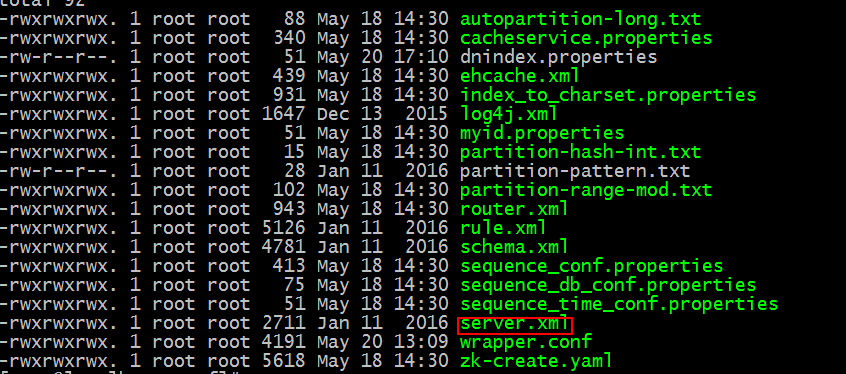 total 92
-rwxrwxrwx. 1 root root   88 May 18 14:30 autopartition-long.txt
-rwxrwxrwx. 1 root root  340 May 18 14:30 cacheservice.properties
-rw-r--r--. 1 root root   51 May 20 17:10 dnindex.properties
-rwxrwxrwx. 1 root root  439 May 18 14:30 ehcache.xml
-rwxrwxrwx. 1 root root  931 May 18 14:30 index_to_charset.properties
-rwxrwxrwx. 1 root root 1647 Dec 13  2015 log4j.xml
-rwxrwxrwx. 1 root root   51 May 18 14:30 myid.properties
-rwxrwxrwx. 1 root root   15 May 18 14:30 partition-hash-int.txt
-rw-r--r--. 1 root root   28 Jan 11  2016 partition-pattern.txt
-rwxrwxrwx. 1 root root  102 May 18 14:30 partition-range-mod.txt
-rwxrwxrwx. 1 root root  943 May 18 14:30 router.xml
-rwxrwxrwx. 1 root root 5126 Jan 11  2016 rule.xml
-rwxrwxrwx. 1 root root 4781 Jan 11  2016 schema.xml
-rwxrwxrwx. 1 root root  413 May 18 14:30 sequence_conf.properties
-rwxrwxrwx. 1 root root   75 May 18 14:30 sequence_db_conf.properties
-rwxrwxrwx. 1 root root   51 May 18 14:30 sequence_time_conf.properties
-rwxrwxrwx. 1 root root 2711 Jan 11  2016 server.xml
-rwxrwxrwx. 1 root root 4191 May 20 13:09 wrapper.conf
-rwxrwxrwx. 1 root root 5618 May 18 14:30 zk-create.yaml